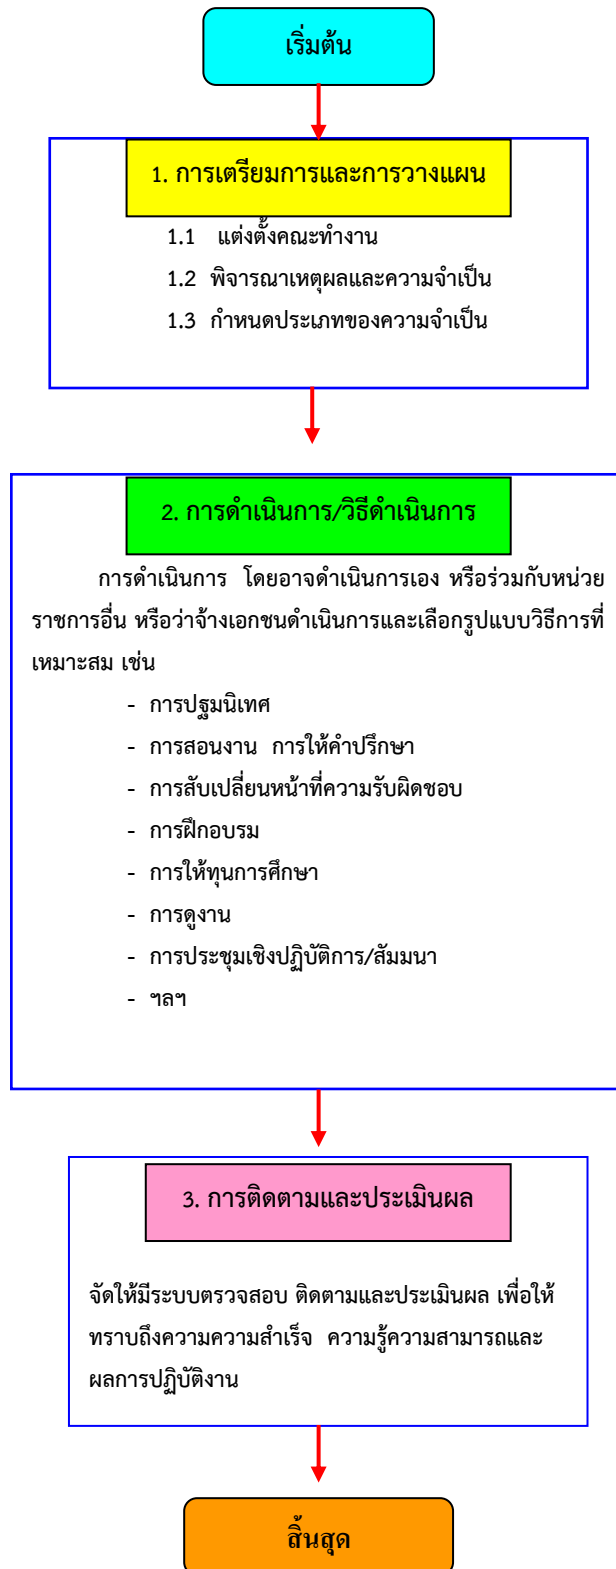 เริ่มต้น
1. การเตรียมการและการวางแผน
1.1 แต่งตั้งคณะทำงาน
1.2 พิจารณาเหตุผลและความจำเป็น
1.3 กำหนดประเภทของความจำเป็น
2. การดำเนินการ/วิธีดำเนินการ
การดำเนินการ โดยอาจดำเนินการเอง หรือร่วมกับหน่วย
ราชการอื่น หรือว่าจ้างเอกชนดำเนินการและเลือกรูปแบบวิธีการที่
เหมาะสม เช่น
- การปฐมนิเทศ
- การสอนงาน การให้คำปรึกษา
- การสับเปลี่ยนหน้าที่ความรับผิดชอบ
- การฝึกอบรม
- การให้ทุนการศึกษา
- การดูงาน
- การประชุมเชิงปฏิบัติการ/สัมมนา
- ฯลฯ
3. การติดตามและประเมินผล
จัดให้มีระบบตรวจสอบ ติดตามและประเมินผล เพื่อให้
ทราบถึงความความสำเร็จ ความรู้ความสามารถและ
ผลการปฏิบัติงาน
สิ้นสุด